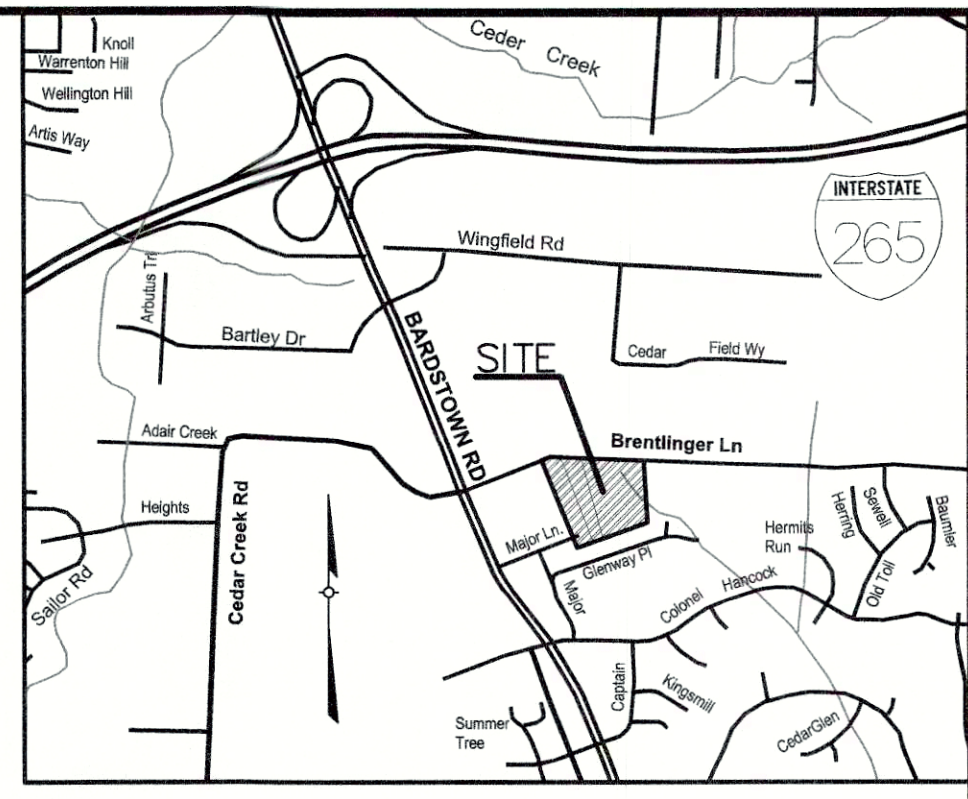 Knoll
Warrenton Hill
Wellington Hill
Artis Way
Ceder Creek
INTERSTATE
265
Wingfield Rd
Arbutus Trl
Bartley Dr
BARDSTOWN RD
Cedar Field Wy
SITE
Adair Creek
Brentlinger Ln
Heights
Cedar Creek Rd
Sailor Rd
Major Ln.
Glenway Pl
Major
Hermits
Run
Herring
Sewell
Baumler
Old Toll
Colonel Hancock
Captain
Kingsmill
Summer
Tree
CedarGlen